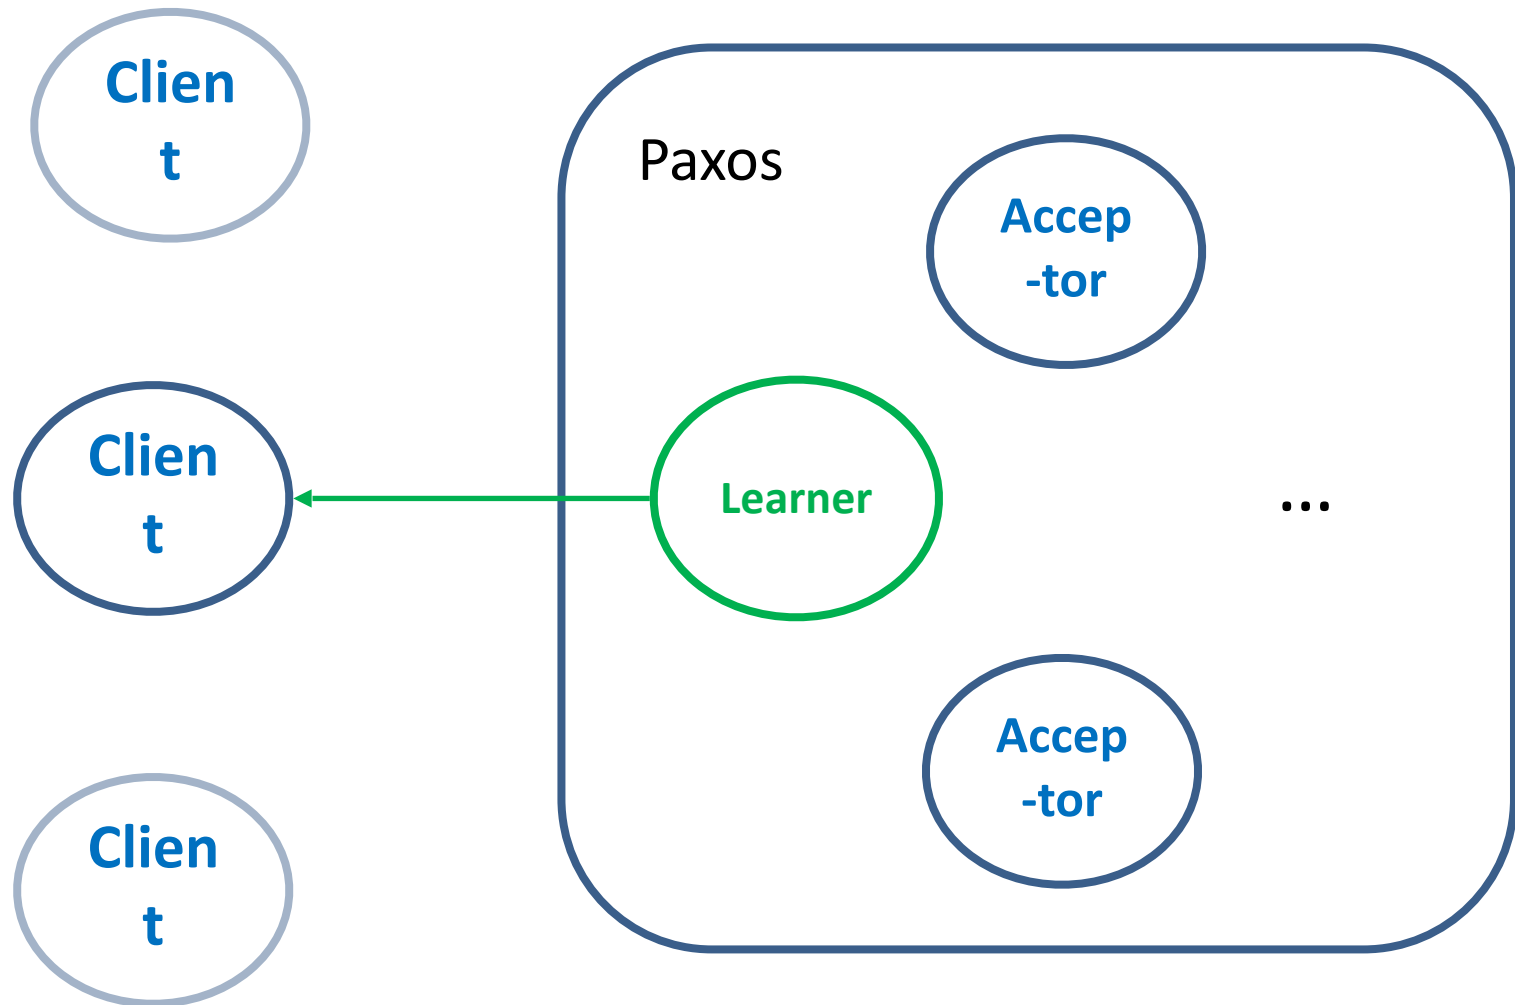 Clien
t
Paxos
Accep
-tor
Clien
t
Learner
...
Clien
t
Accep
-tor